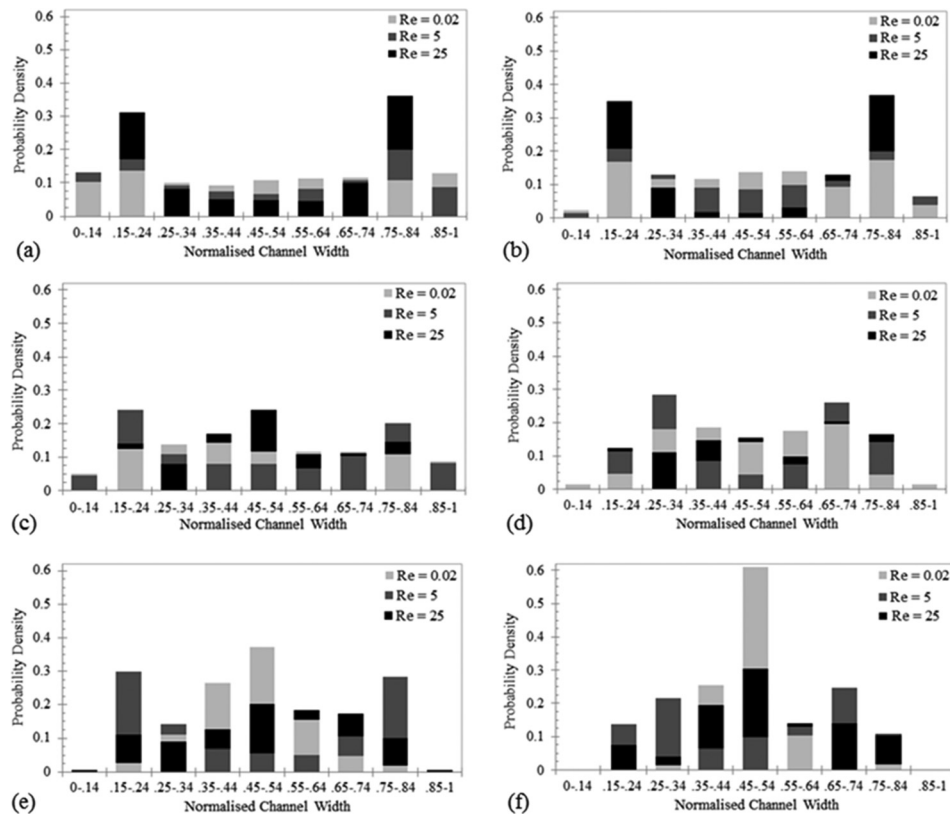 0.6
0.5
0.4
0.3
0.2
0.1
0
Probability Density
Re = 0.02
Re = 5
Re = 25
0-.14 .15-.24 .25-.34 .35-.44 .45-.54 .55-.64 .65-.74 .75-.84 .85-1
Normalised Channel Width
(a)
0.6
0.5
0.4
0.3
0.2
0.1
0
Probability Density
Re = 0.02
Re = 5
Re = 25
0-.14 .15-.24 .25-.34 .35-.44 .45-.54 .55-.64 .65-.74 .75-.84 .85-1
Normalised Channel Width
(b)
0.6
0.5
0.4
0.3
0.2
0.1
0
Probability Density
Re = 0.02
Re = 5
Re = 25
0-.14 .15-.24 .25-.34 .35-.44 .45-.54 .55-.64 .65-.74 .75-.84 .85-1
Normalised Channel Width
(c)
0.6
0.5
0.4
0.3
0.2
0.1
0
Probability Density
Re = 0.02
Re = 5
Re = 25
0-.14 .15-.24 .25-.34 .35-.44 .45-.54 .55-.64 .65-.74 .75-.84 .85-1
Normalised Channel Width
(d)
0.6
0.5
0.4
0.3
0.2
0.1
0
Probability Density
Re = 0.02
Re = 5
Re = 25
0-.14 .15-.24 .25-.34 .35-.44 .45-.54 .55-.64 .65-.74 .75-.84 .85-1
Normalised Channel Width
(e)
0.6
0.5
0.4
0.3
0.2
0.1
0
Probability Density
Re = 0.02
Re = 5
Re = 25
0-.14 .15-.24 .25-.34 .35-.44 .45-.54 .55-.64 .65-.74 .75-.84 .85-1
Normalised Channel Width
(f)